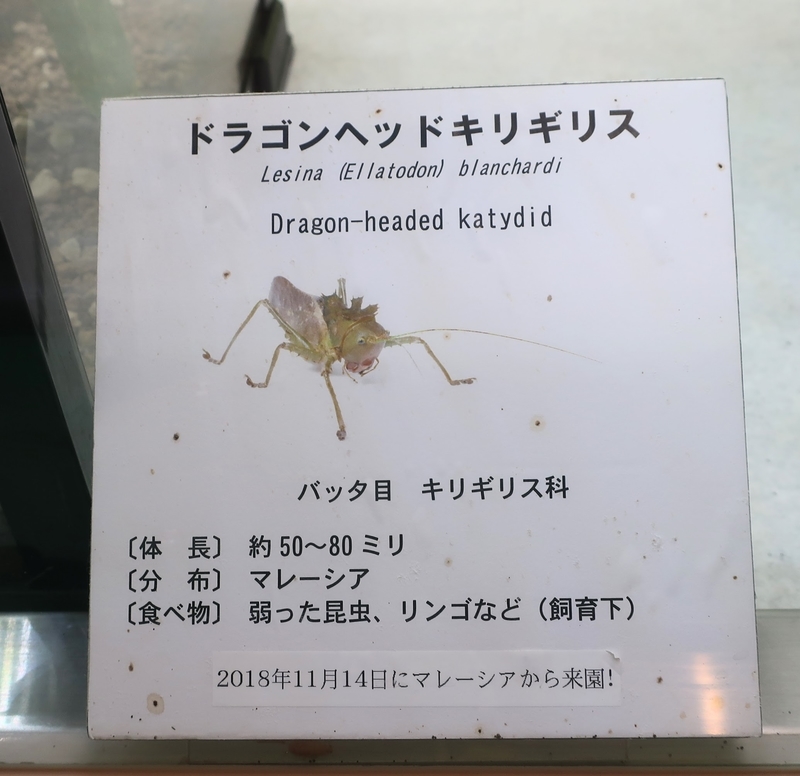 ドラゴンヘッドキリギリス
Lesina (Ellatodon) blanchardi
Dragon-headed katydid
バッタ目　キリギリス科
〔体　長〕　約50～80ミリ
〔分　布〕　マレーシア
〔食べ物〕　弱った昆虫、リンゴなど（飼育下）
2018年11月14日にマレーシアから来園!